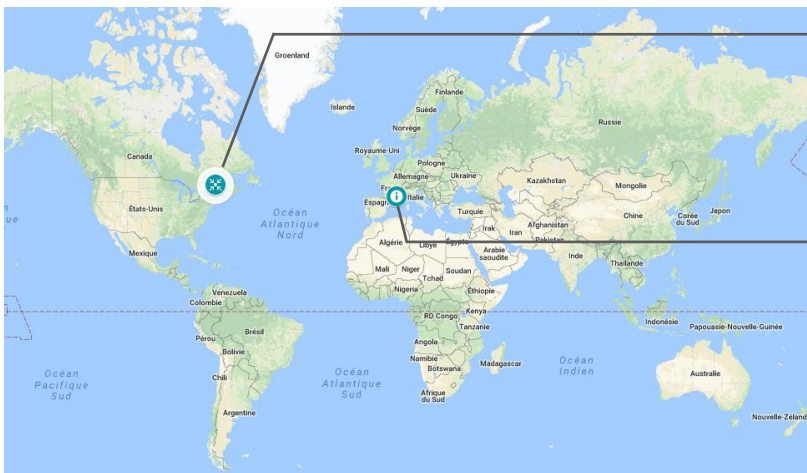 Groenland
Islande
Finlande
Suède
Norvège
Russie
Royaume-Uni
Pologne
Canada
Allemagne
Ukraine
Kazakhstan
Mongolie
Italie
Espagn
États-Unis
Océan
Atlantique
Nord
Turquie
Chine
Corée
du Sud
Japon
Irak
Iran
Afghanistan
Pakistan
Algérie
Libye
Égypte
Mexique
Arabie
saoudite
Inde
Thaïlande
Mali
Niger
Tchad
Soudan
Nigeria
Éthiopie
Venezuela
Colombie
RD Congo
Kenya
Tanzanie
Indonésie
Papouasie-Nouvelle-Guinée
Pérou
Brésil
Bolivie
Angola
Namibie
Botswana
Madagascar
Océan
Pacifique
Sud
Chili
Océan
Atlantique
Sud
Océan
Indien
Australie
Afrique
du Sud
Argentine
Nouvelle-Zéland